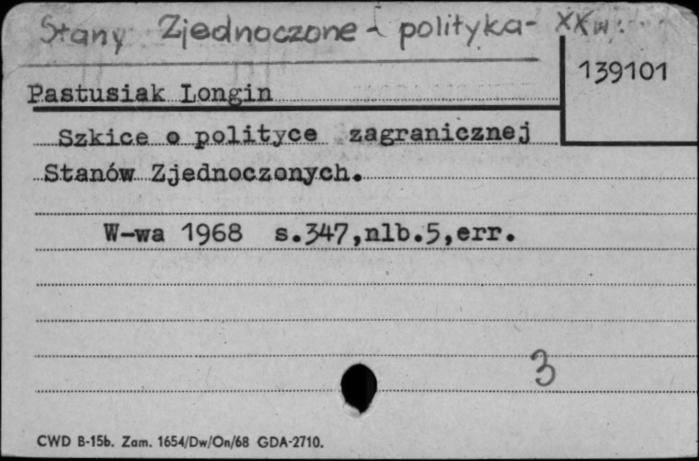 Stany Zjednoczone - polityka - XXw.
139101
Pastusiak Longin
Szkice o polityce zagranicznej
Stanów Zjednoczonych.
W-wa 1968 s.347,nlb.5,err.
3
CWD B-15b. Zam. 1654/Dw/On/68 GDA-2710.